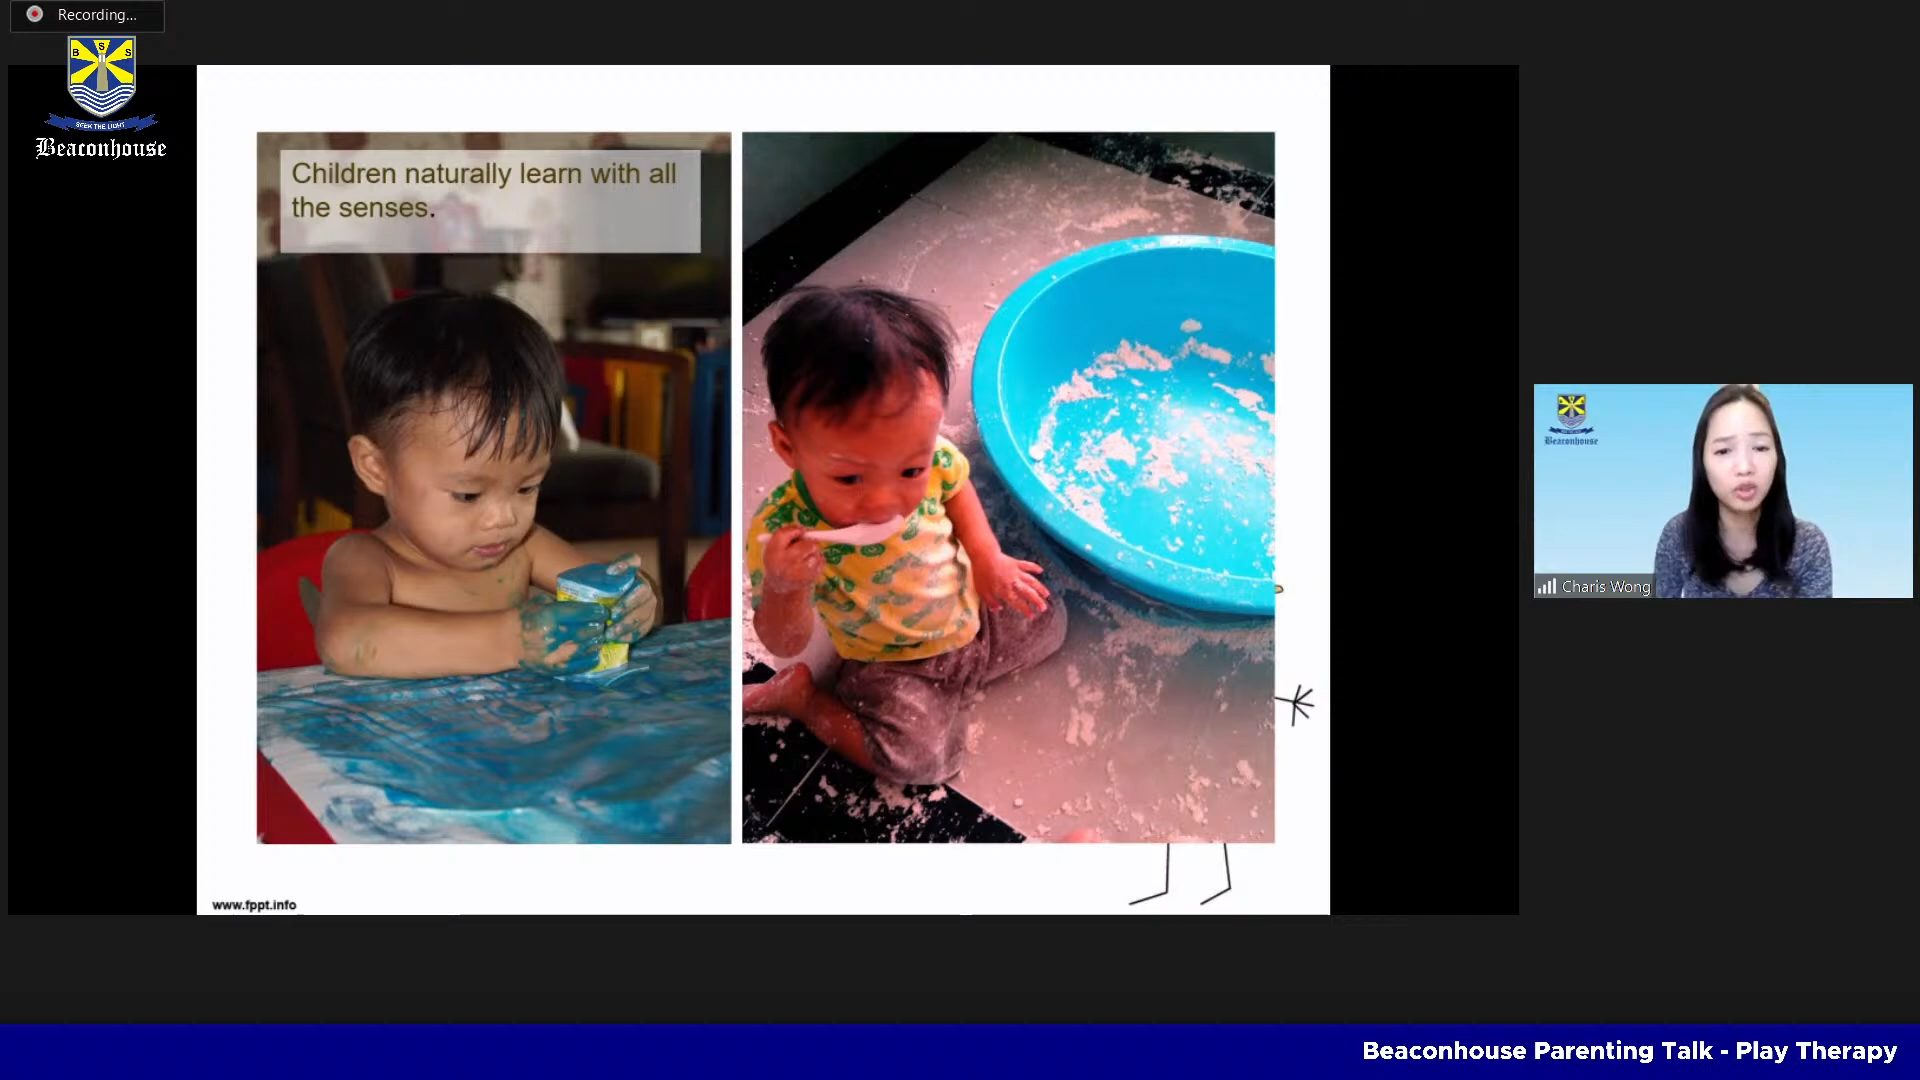 Recording...
B S S
SEEK THE LIGHT
Beaconhouse
Children naturally learn with all
the senses.
www.fppt.info
Beaconhouse
Charis Wong
Beaconhouse Parenting Talk - Play Therapy